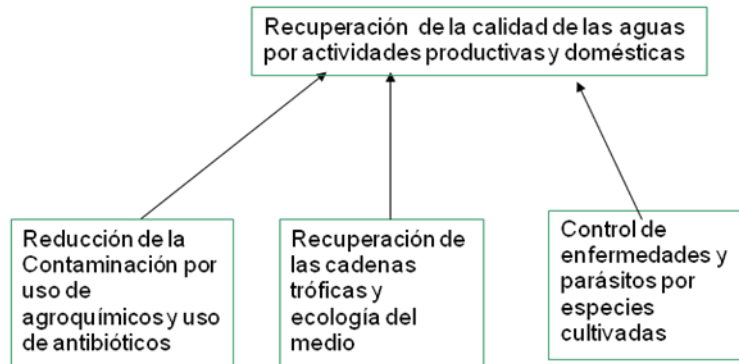 Recuperación de la calidad de las aguas
por actividades productivas y domésticas
Reducción de la
Contaminación por
uso de
agroquímicos y uso
de antibióticos
Recuperación de
las cadenas
tróficas y
ecología del
medio
Control de
enfermedades y
parásitos por
especies
cultivadas